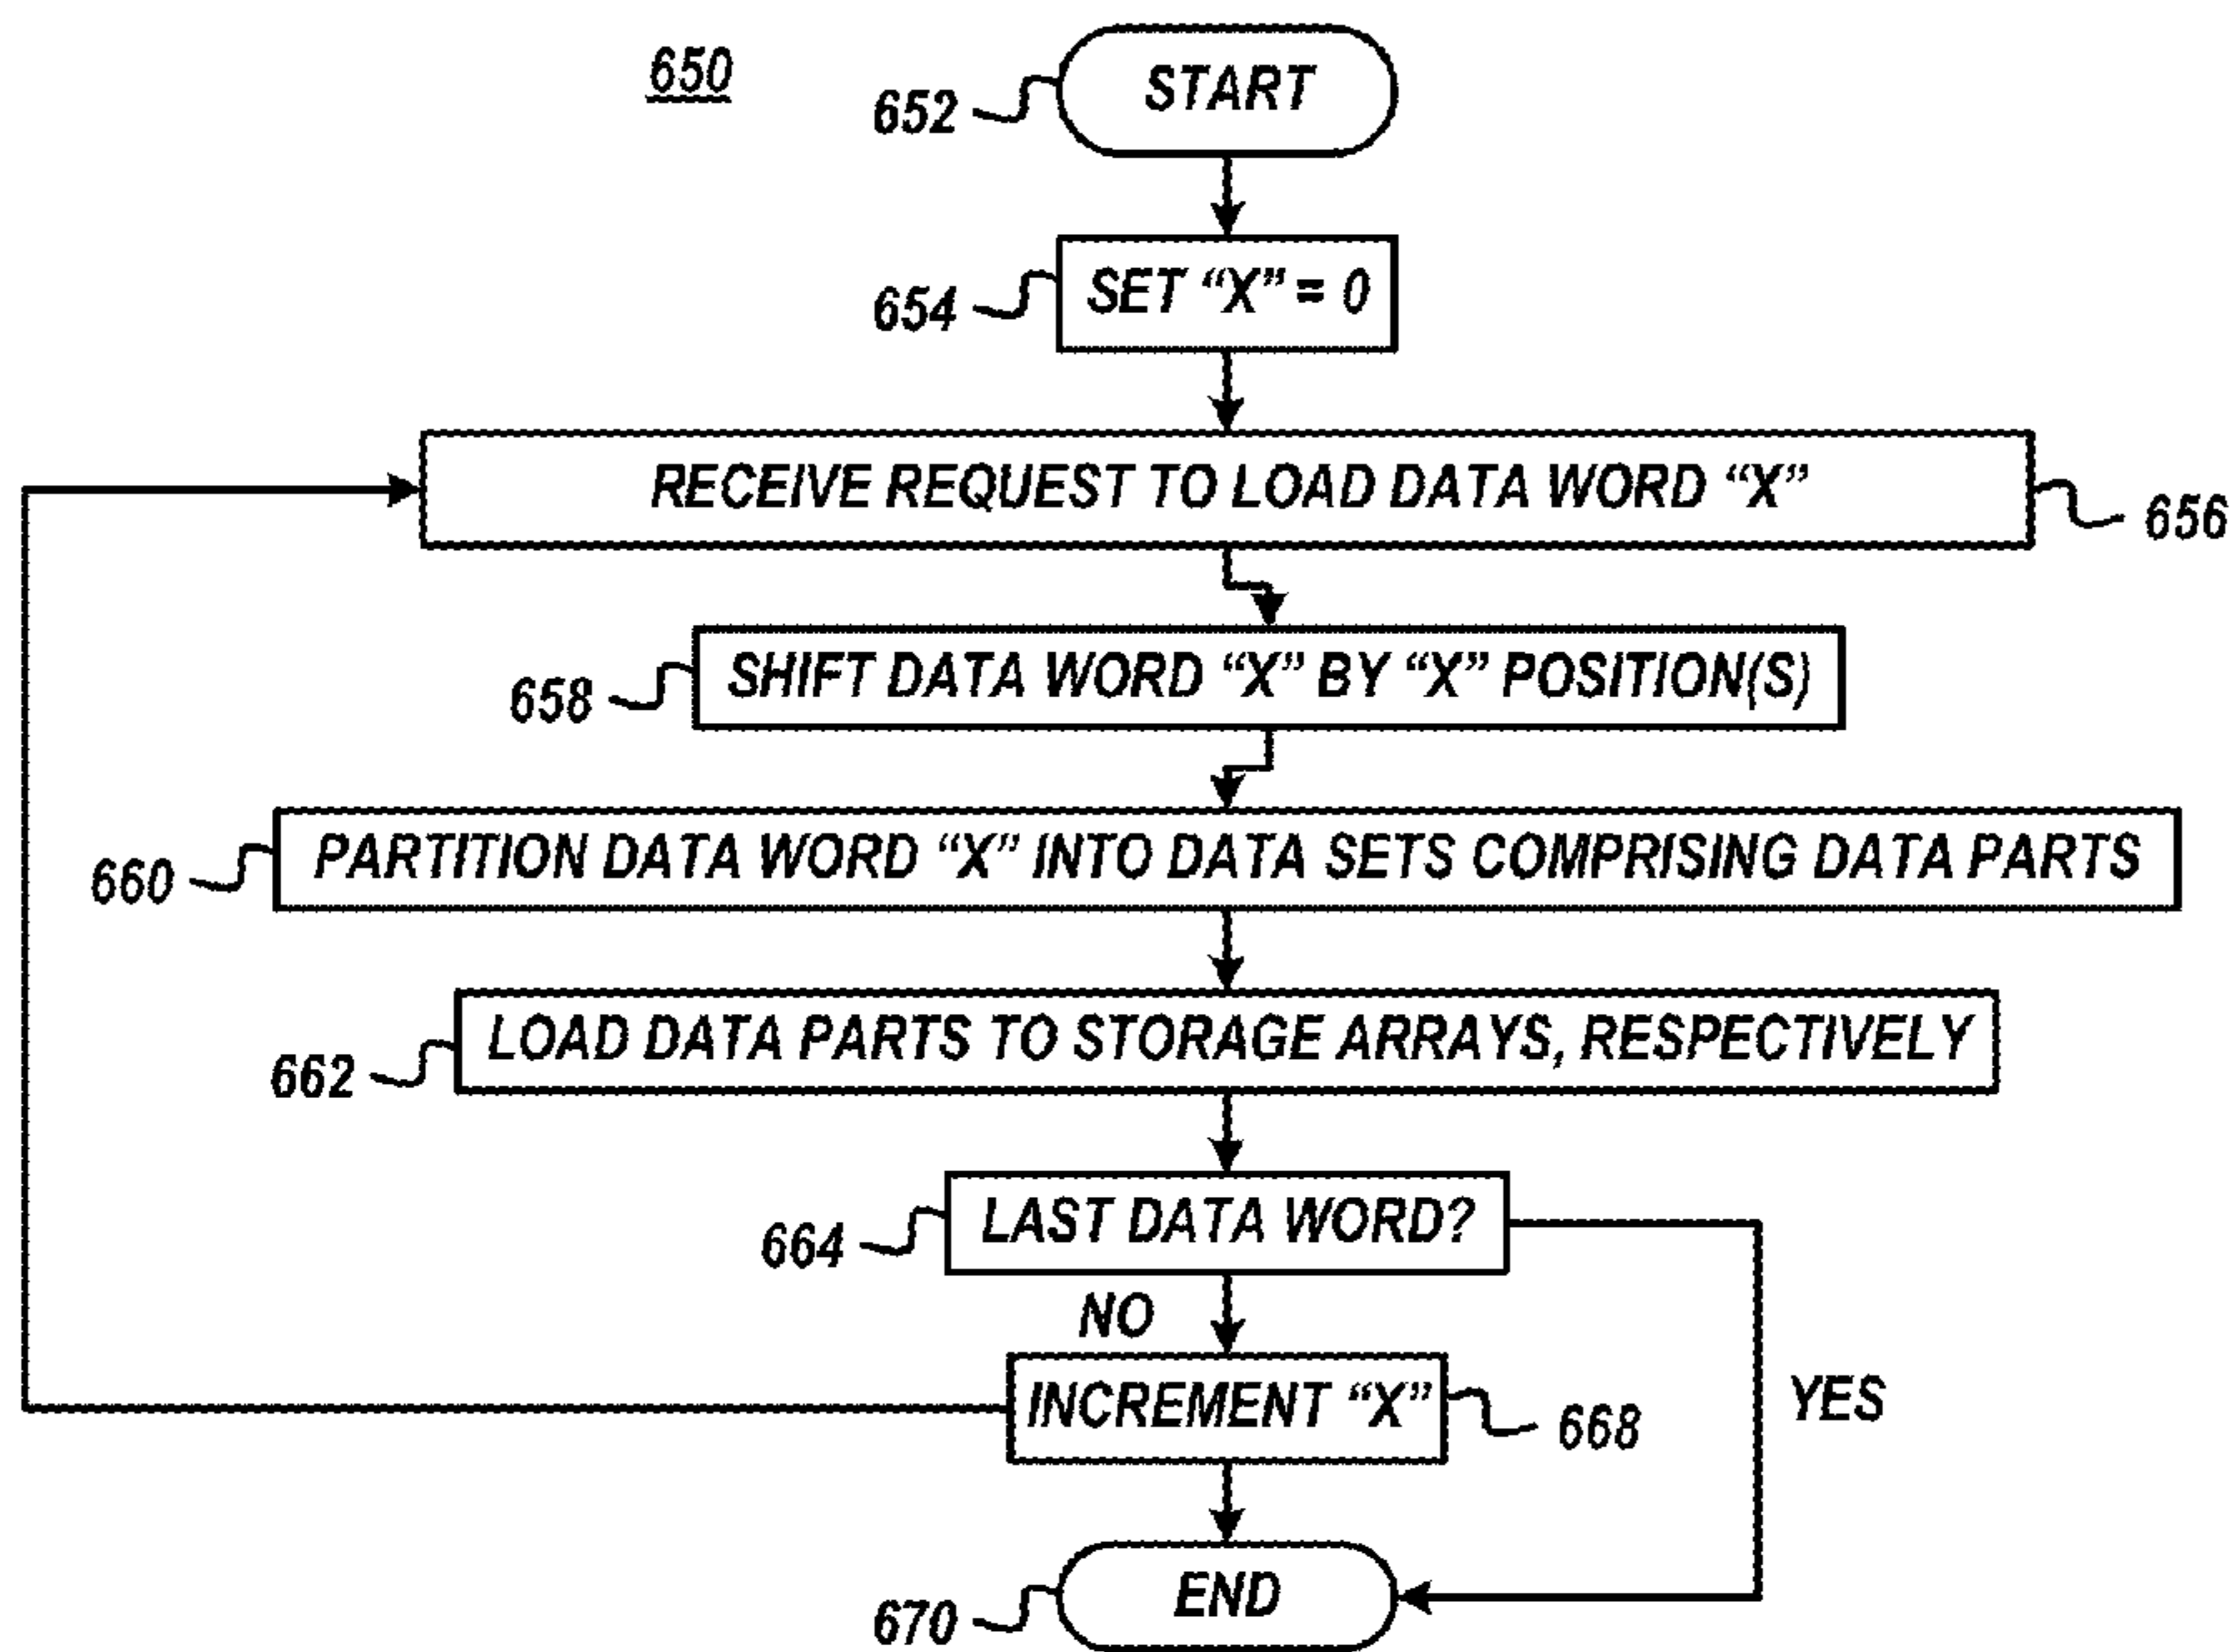 650
652
START
654
SET “X” = 0
RECEIVE REQUEST TO LOAD DATA WORD “X”
656
658
SHIFT DATA WORD “X” BY “X” POSITION(S)
660
PARTITION DATA WORD “X” INTO DATA SETS COMPRISING DATA PARTS
662
LOAD DATA PARTS TO STORAGE ARRAYS, RESPECTIVELY
664
LAST DATA WORD?
NO
YES
INCREMENT “X”
668
670
END